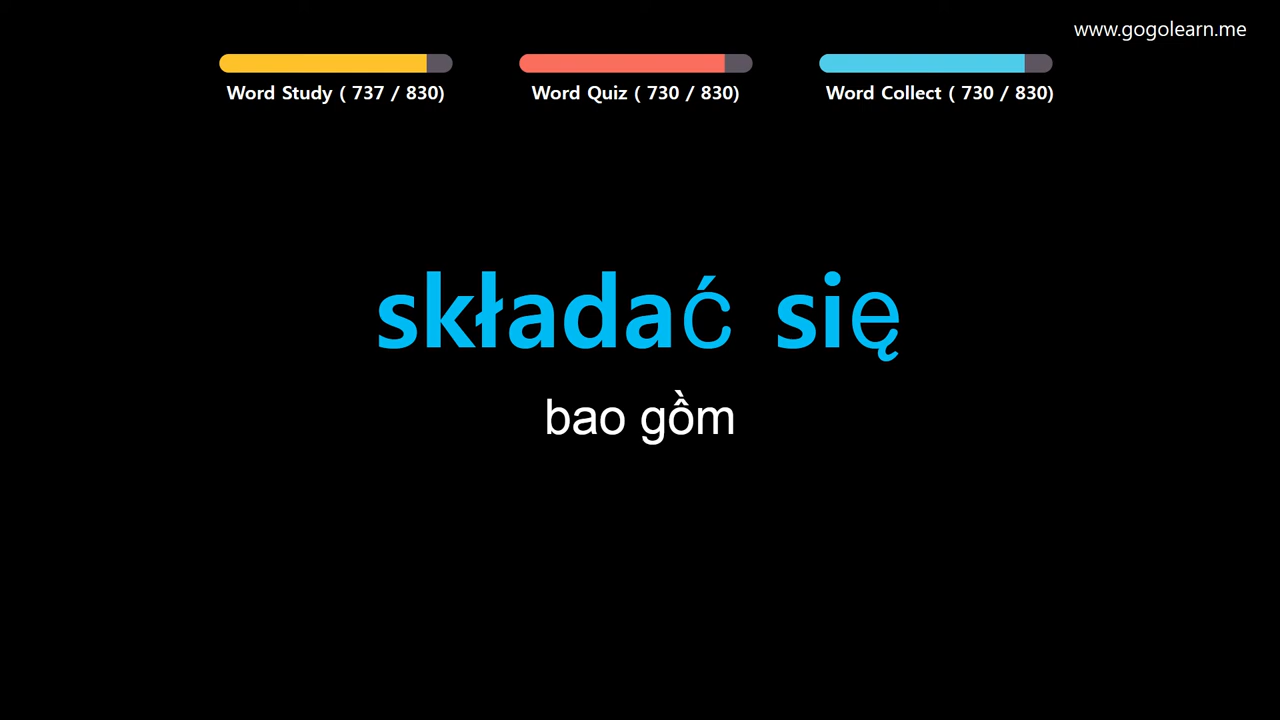 www.gogolearn.me
Word Study ( 737 / 830)
Word Quiz ( 730 / 830)
Word Collect ( 730 / 830)
składać się
bao gồm